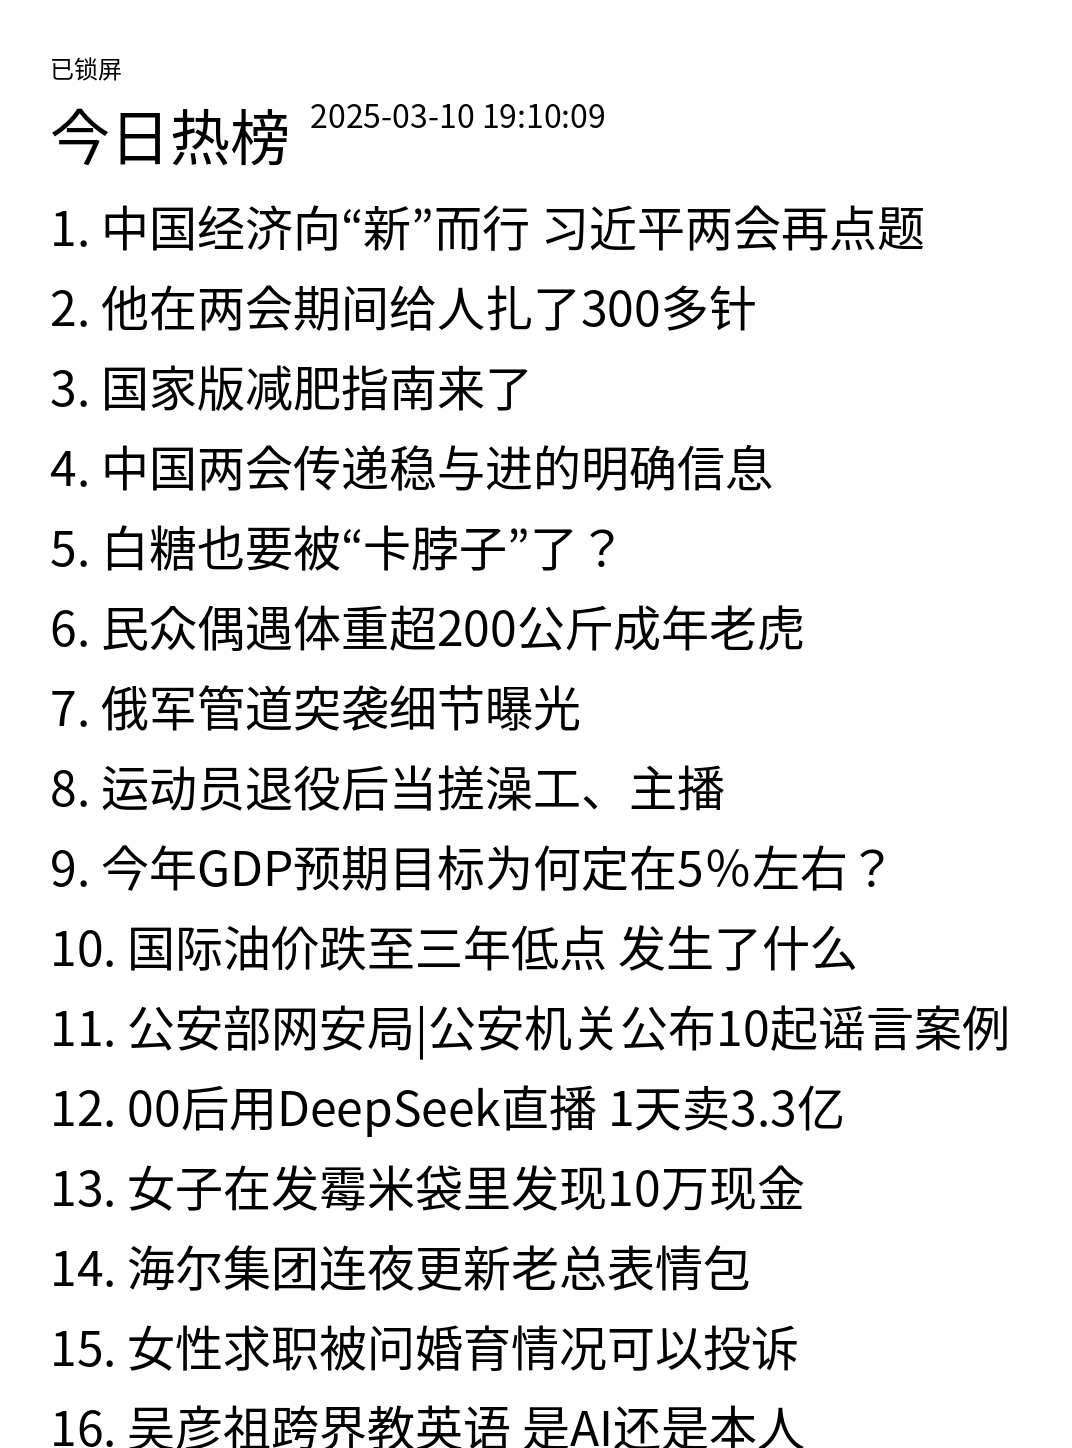 已锁屏
今日热榜 2025-03-10 19:10:09
1. 中国经济向“新”而行 习近平两会再点题
2. 他在两会期间给人扎了300多针
3. 国家版减肥指南来了
4. 中国两会传递稳与进的明确信息
5. 白糖也要被“卡脖子”了？
6. 民众偶遇体重超200公斤成年老虎
7. 俄军管道突袭细节曝光
8. 运动员退役后当搓澡工、主播
9. 今年GDP预期目标为何定在5%左右？
10. 国际油价跌至三年低点 发生了什么
11. 公安部网安局|公安机关公布10起谣言案例
12. 00后用DeepSeek直播 1天卖3.3亿
13. 女子在发霉米袋里发现10万现金
14. 海尔集团连夜更新老总表情包
15. 女性求职被问婚育情况可以投诉
16. 吴彦祖跨界教英语 是AI还是本人